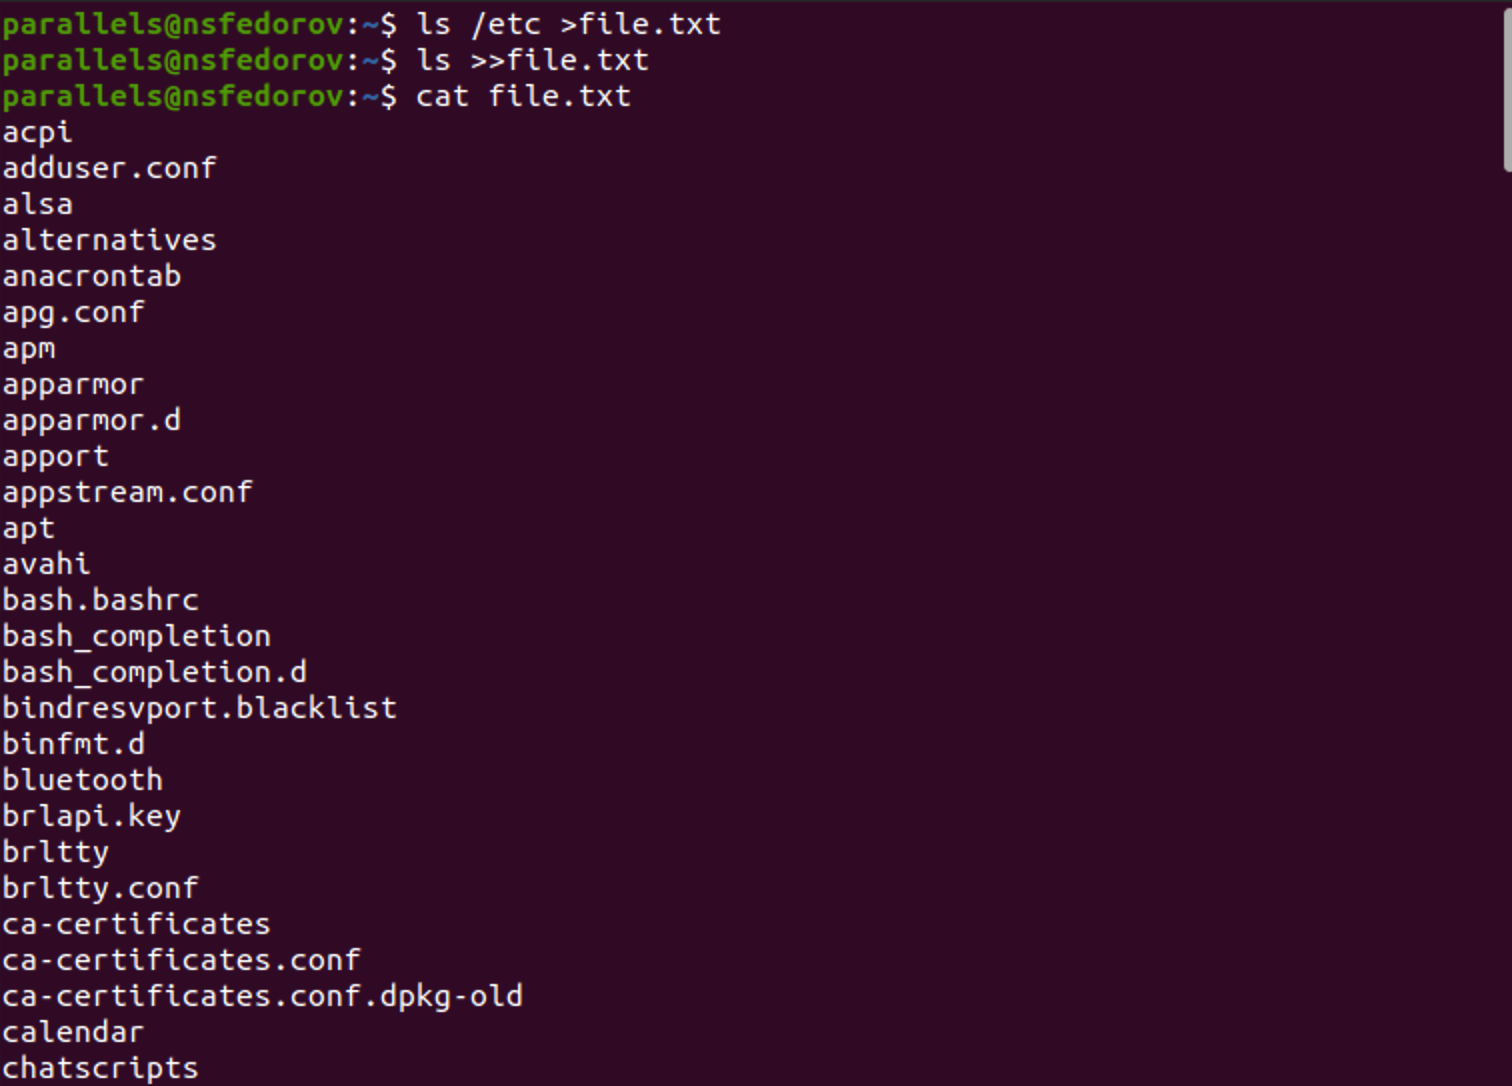 parallels@nsfedorov:~$ ls /etc >file.txt
parallels@nsfedorov:~$ ls >>file.txt
parallels@nsfedorov:~$ cat file.txt
acpi
adduser.conf
alsa
alternatives
anacrontab
apg.conf
apm
apparmor
apparmor.d
apport
appstream.conf
apt
avahi
bash.bashrc
bash_completion
bash_completion.d
bindresvport.blacklist
binfmt.d
bluetooth
brlapi.key
brltty
brltty.conf
ca-certificates
ca-certificates.conf
ca-certificates.conf.dpkg-old
calendar
chatscripts